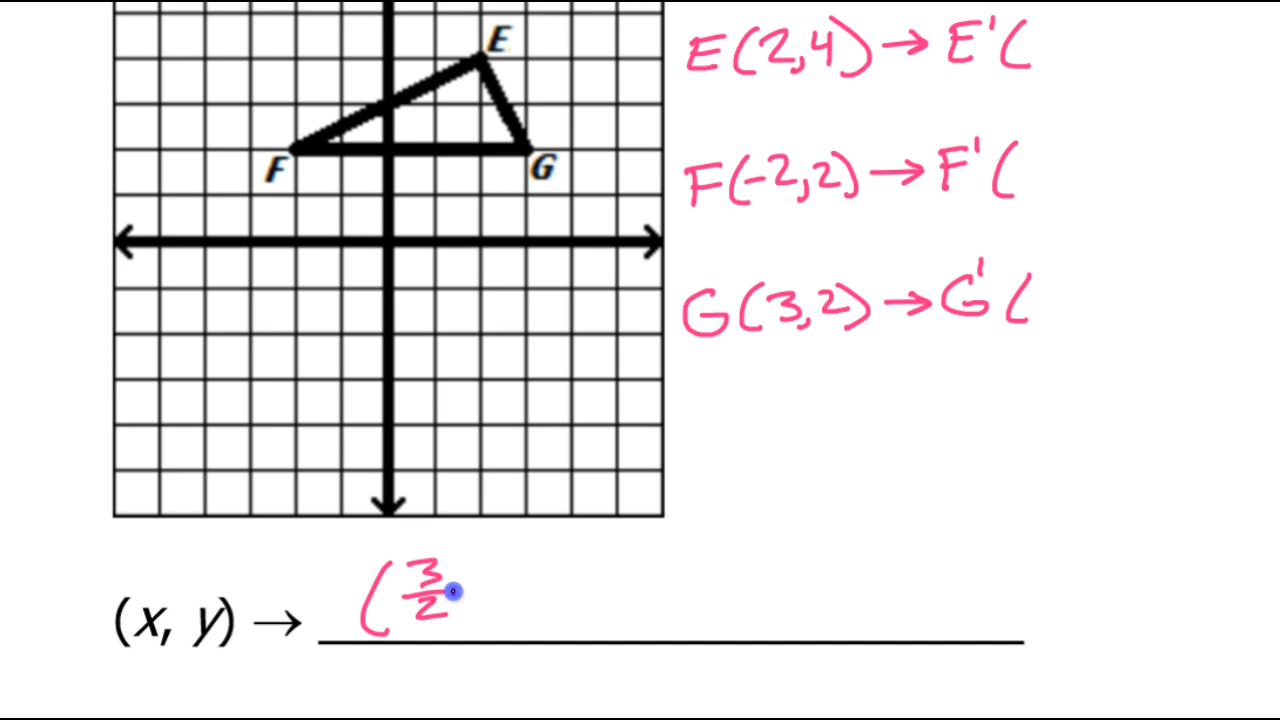 E
E(2,4) → E'(
F
G
F(-2,2) → F'(
G(3,2) → G'(
(x, y) → (3/2